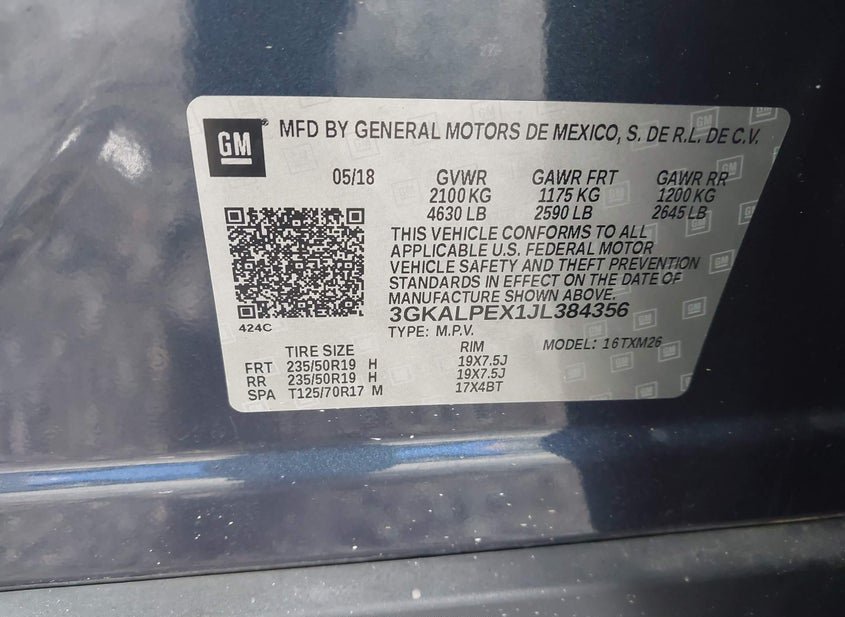 GM MFD BY GENERAL MOTORS DE MEXICO, S. DE R.L. DE C.V.
05/18 GVWR GAWR FRT GAWR RR
2100 KG 1175 KG 1200 KG
4630 LB 2590 LB 2645 LB
THIS VEHICLE CONFORMS TO ALL
APPLICABLE U.S. FEDERAL MOTOR
VEHICLE SAFETY AND THEFT PREVENTION
STANDARDS IN EFFECT ON THE DATE OF
MANUFACTURE SHOWN ABOVE.
424C
3GKALPEX1JL384356
TYPE: M.P.V. MODEL: 16TXM26
TIRE SIZE RIM
FRT 235/50R19 H 19X7.5J
RR 235/50R19 H 19X7.5J
SPA T125/70R17 M 17X4BT